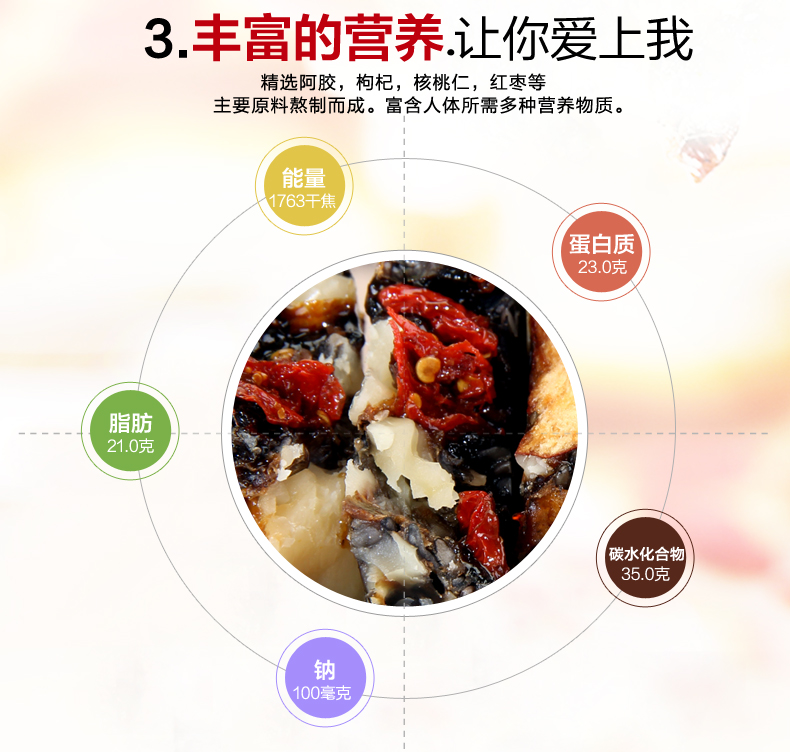 3.丰富的营养.让你爱上我
精选阿胶，枸杞，核桃仁，红枣等
主要原料熬制而成。富含人体所需多种营养物质。
能量
1763千焦
蛋白质
23.0克
脂肪
21.0克
碳水化合物
35.0克
钠
100毫克